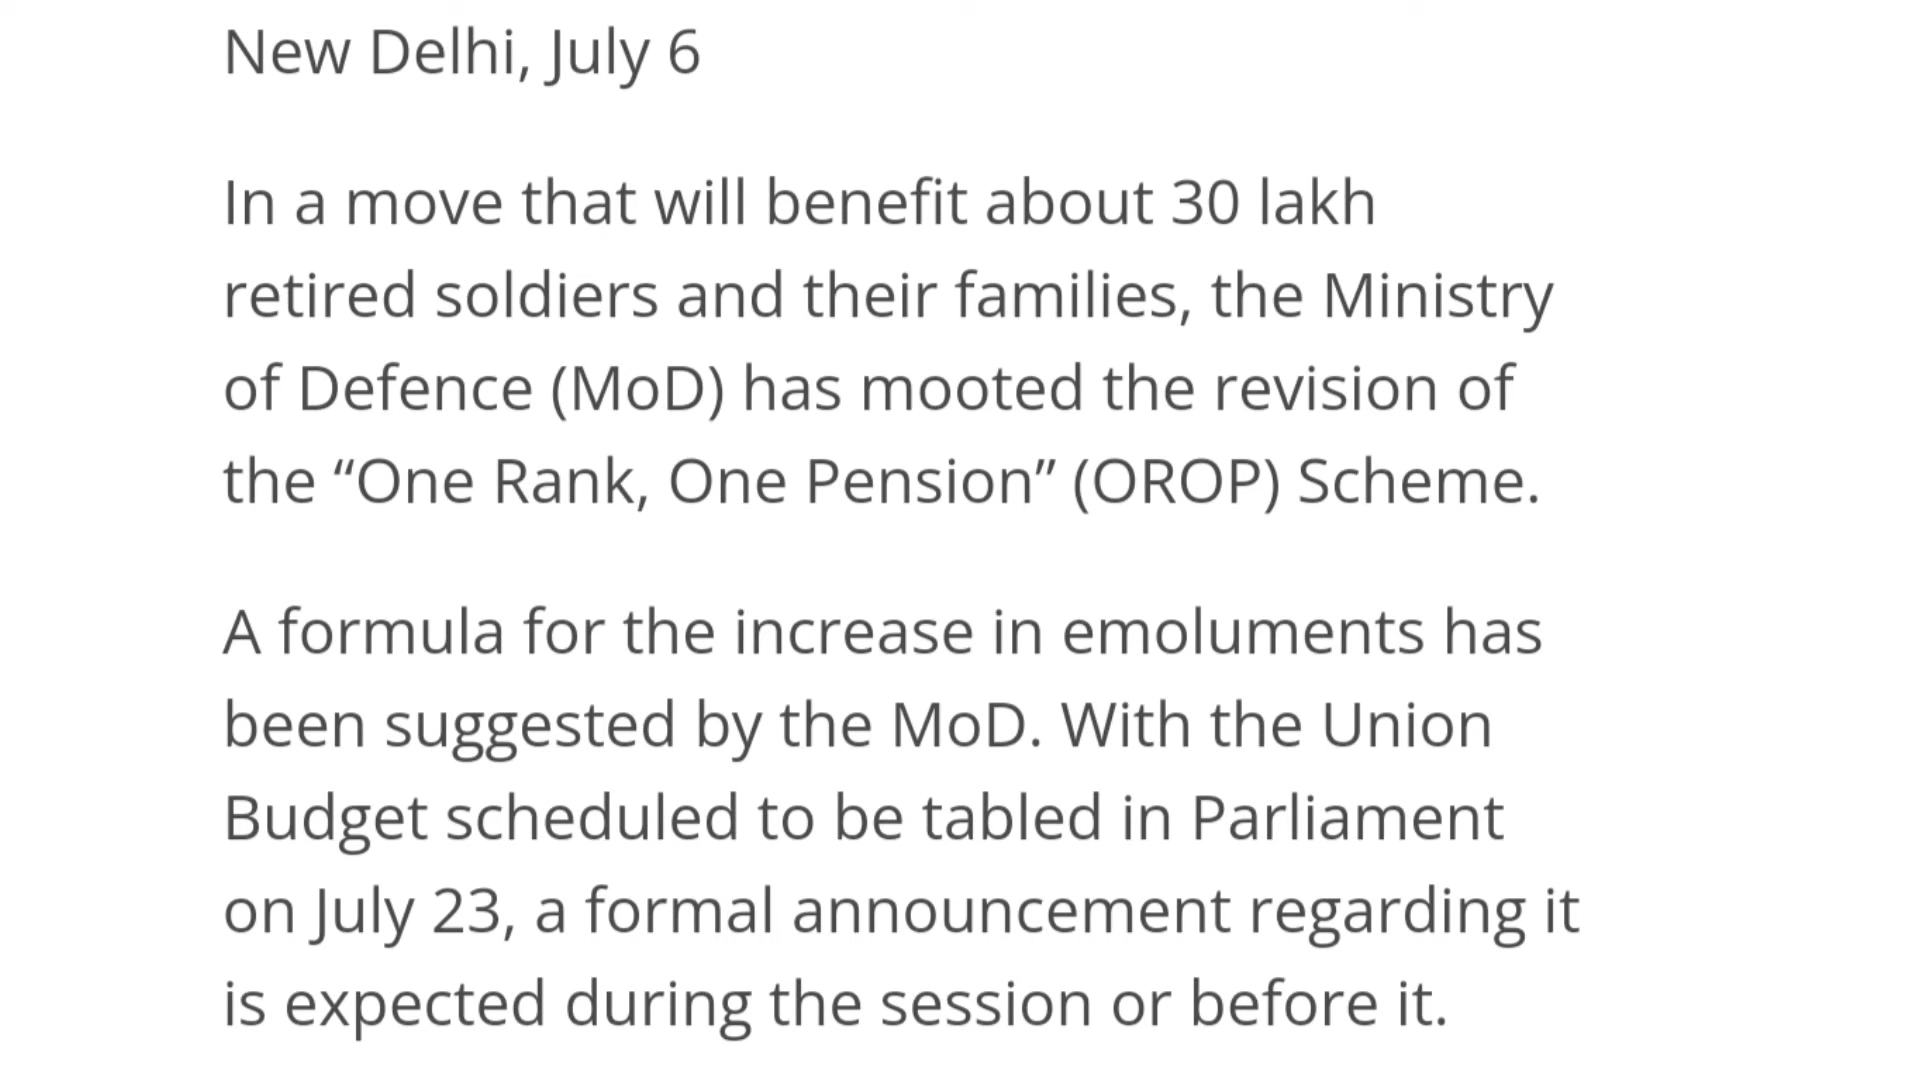 New Delhi, July 6
In a move that will benefit about 30 lakh
retired soldiers and their families, the Ministry
of Defence (MoD) has mooted the revision of
the “One Rank, One Pension” (OROP) Scheme.
A formula for the increase in emoluments has
been suggested by the MoD. With the Union
Budget scheduled to be tabled in Parliament
on July 23, a formal announcement regarding it
is expected during the session or before it.